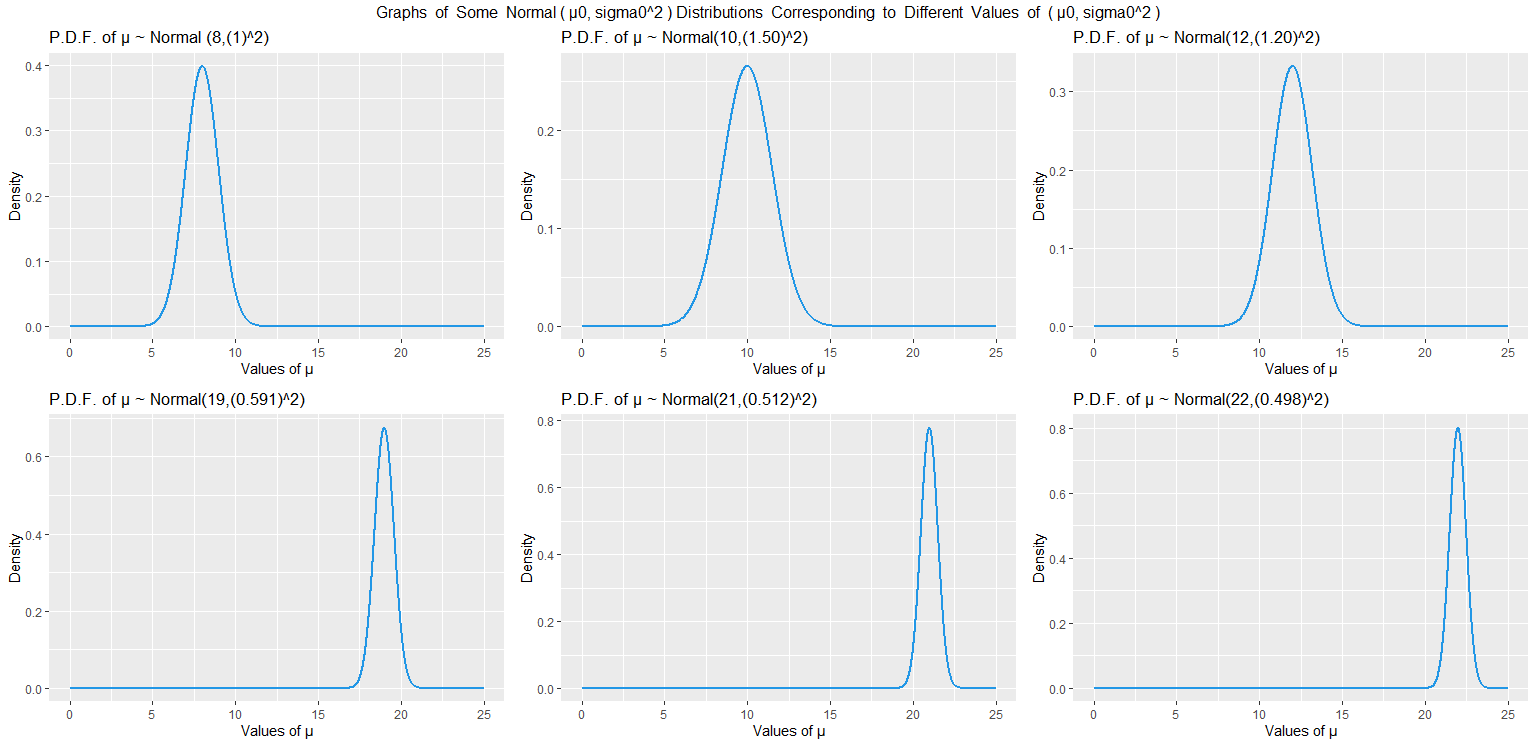 Graphs of Some Normal ( µ0, sigma0^2 ) Distributions Corresponding to Different Values of ( µ0, sigma0^2 )
P.D.F. of µ ~ Normal (8,(1)^2)
0.4
0.3
0.2
0.1
0.0
Density
0 5 10 15 20 25
Values of µ
P.D.F. of µ ~ Normal(10,(1.50)^2)
0.2
0.1
0.0
Density
0 5 10 15 20 25
Values of µ
P.D.F. of µ ~ Normal(12,(1.20)^2)
0.3
0.2
0.1
0.0
Density
0 5 10 15 20 25
Values of µ
P.D.F. of µ ~ Normal(19,(0.591)^2)
0.6
0.4
0.2
0.0
Density
0 5 10 15 20 25
Values of µ
P.D.F. of µ ~ Normal(21,(0.512)^2)
0.8
0.6
0.4
0.2
0.0
Density
0 5 10 15 20 25
Values of µ
P.D.F. of µ ~ Normal(22,(0.498)^2)
0.8
0.6
0.4
0.2
0.0
Density
0 5 10 15 20 25
Values of µ